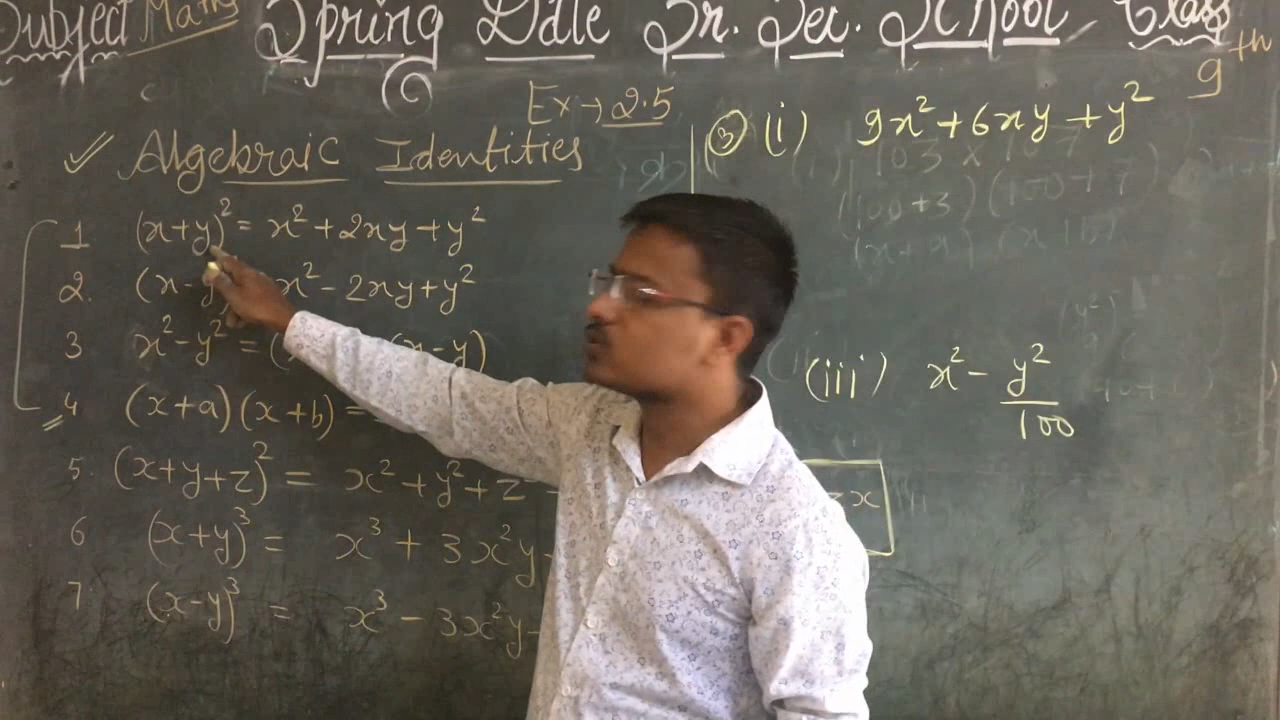 Subject Maths Spring Dale Sr. Sec. School Class 9th
Ex → 2.5
✓ Algebraic Identities
1 (x+y)² = x² + 2xy + y²
2. (x-y x² - 2xy + y²
3 x² - y² = ( (x-y)
4 (x+a)(x+b) =
5. (x+y+z)² = x² + y² + z
6 (x+y)³ = x³ + 3x²y
7 (x-y)³ = x³ - 3x²y -
zx
③ (i) 9x² + 6xy + y²
103 × 107
(100+3)(100+7)
(x+a)(x+b)
(iii) x² - y²/100